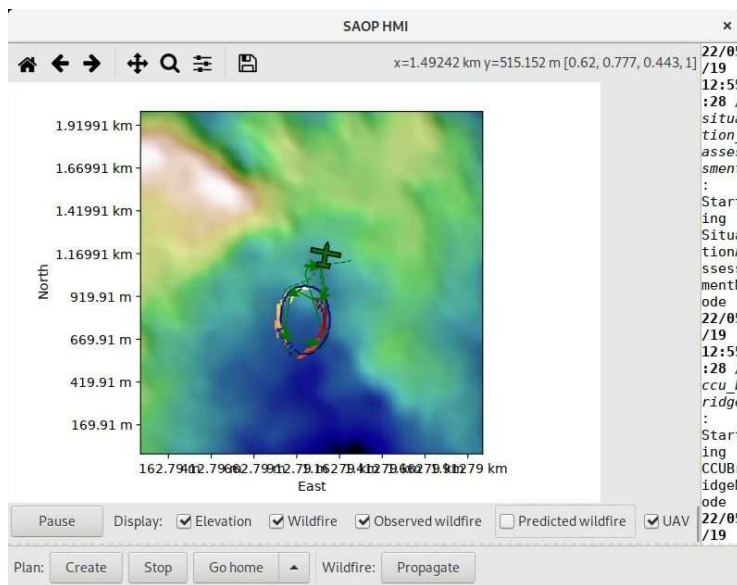 SAOP HMI
x=1.49242 km y=515.152 m [0.62, 0.777, 0.443, 1]
1.91991 km
1.66991 km
1.41991 km
1.16991 km
919.91 m
669.91 m
419.91 m
169.91 m
North
East
Pause
Display:
Elevation
Wildfire
Observed wildfire
Predicted wildfire
UAV
Plan:
Create
Stop
Go home
Wildfire:
Propagate
22/05
/19
12:55
:28 /
situa
tion_
asses
sment
:
Start
ing
Situa
tionA
ssess
mentN
ode
22/05
/19
12:55
:28 /
ccu_b
ridge
:
Start
ing
CCUBr
idgeN
ode
22/05
/19